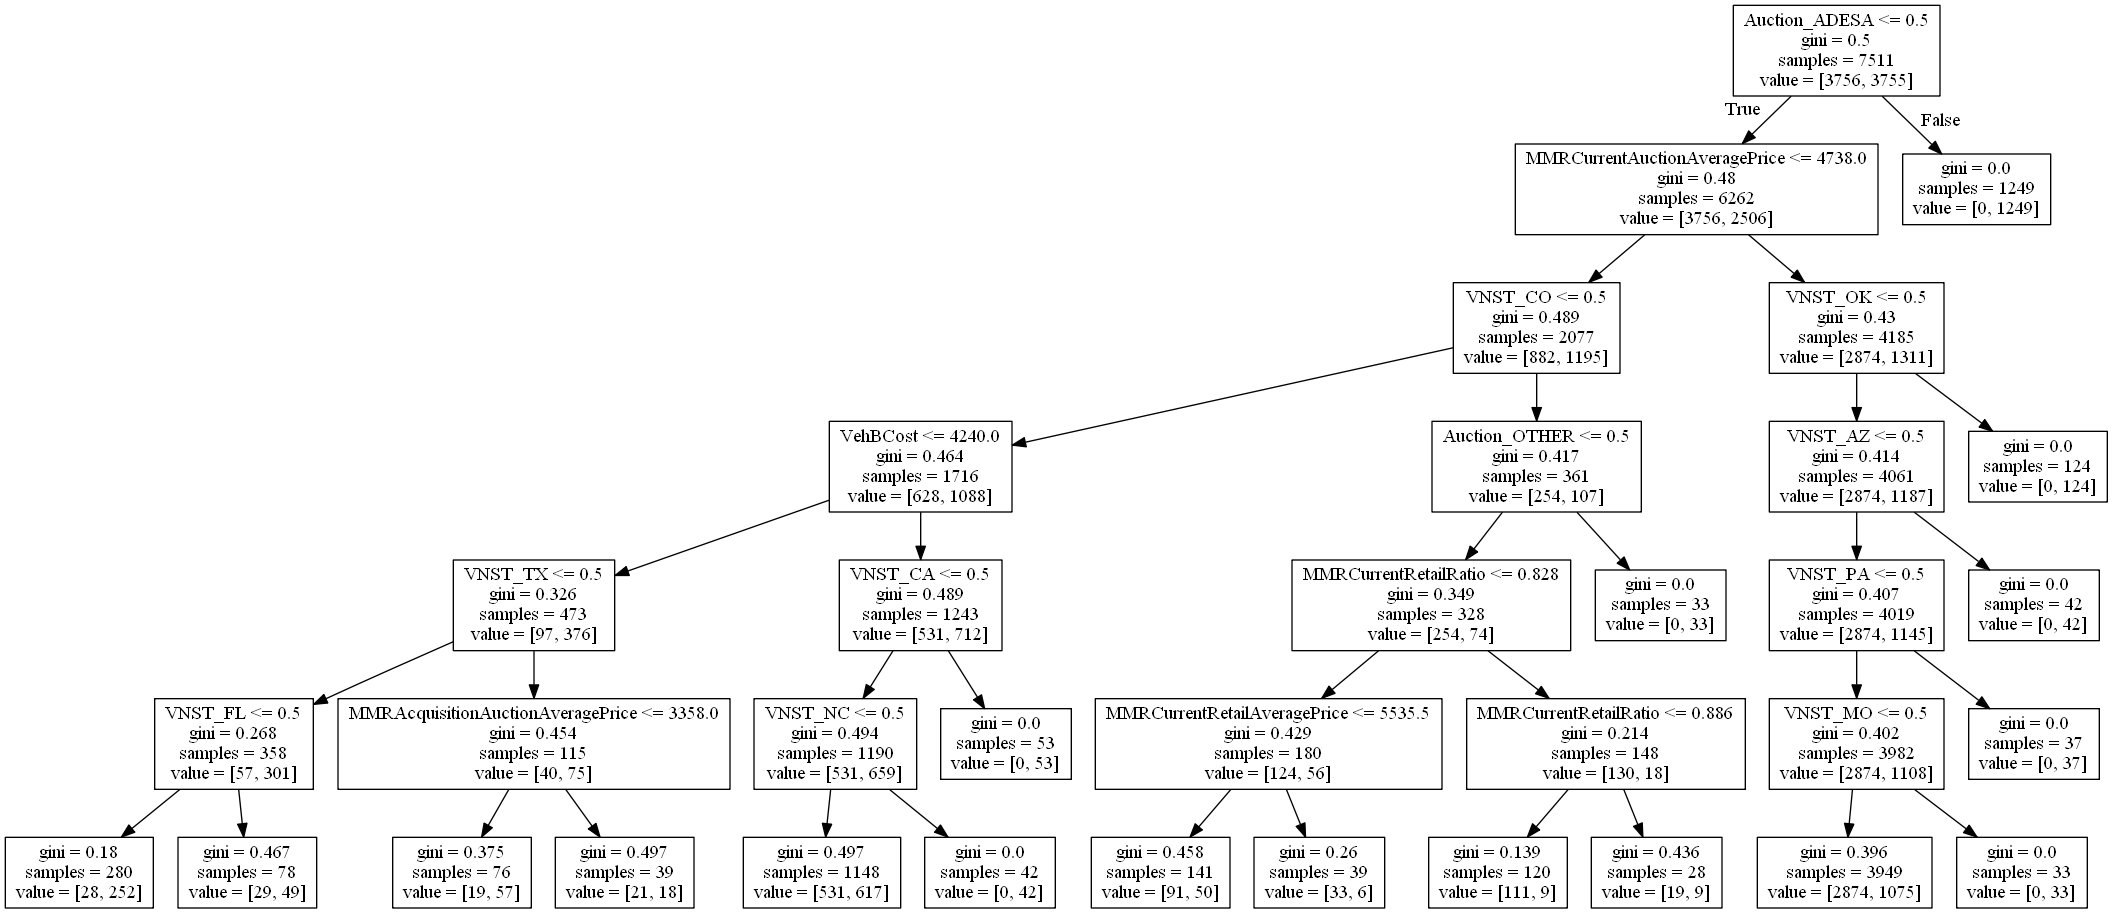 Auction_ADESA <= 0.5
gini = 0.5
samples = 7511
value = [3756, 3755]
True
False
MMRCurrentAuctionAveragePrice <= 4738.0
gini = 0.48
samples = 6262
value = [3756, 2506]
gini = 0.0
samples = 1249
value = [0, 1249]
VNST_CO <= 0.5
gini = 0.489
samples = 2077
value = [882, 1195]
VNST_OK <= 0.5
gini = 0.43
samples = 4185
value = [2874, 1311]
VehBCost <= 4240.0
gini = 0.464
samples = 1716
value = [628, 1088]
Auction_OTHER <= 0.5
gini = 0.417
samples = 361
value = [254, 107]
VNST_AZ <= 0.5
gini = 0.414
samples = 4061
value = [2874, 1187]
gini = 0.0
samples = 124
value = [0, 124]
VNST_TX <= 0.5
gini = 0.326
samples = 473
value = [97, 376]
VNST_CA <= 0.5
gini = 0.489
samples = 1243
value = [531, 712]
MMRCurrentRetailRatio <= 0.828
gini = 0.349
samples = 328
value = [254, 74]
gini = 0.0
samples = 33
value = [0, 33]
VNST_PA <= 0.5
gini = 0.407
samples = 4019
value = [2874, 1145]
gini = 0.0
samples = 42
value = [0, 42]
VNST_FL <= 0.5
gini = 0.268
samples = 358
value = [57, 301]
MMRAcquisitionAuctionAveragePrice <= 3358.0
gini = 0.454
samples = 115
value = [40, 75]
VNST_NC <= 0.5
gini = 0.494
samples = 1190
value = [531, 659]
gini = 0.0
samples = 53
value = [0, 53]
MMRCurrentRetailAveragePrice <= 5535.5
gini = 0.429
samples = 180
value = [124, 56]
MMRCurrentRetailRatio <= 0.886
gini = 0.214
samples = 148
value = [130, 18]
VNST_MO <= 0.5
gini = 0.402
samples = 3982
value = [2874, 1108]
gini = 0.0
samples = 37
value = [0, 37]
gini = 0.18
samples = 280
value = [28, 252]
gini = 0.467
samples = 78
value = [29, 49]
gini = 0.375
samples = 76
value = [19, 57]
gini = 0.497
samples = 39
value = [21, 18]
gini = 0.497
samples = 1148
value = [531, 617]
gini = 0.0
samples = 42
value = [0, 42]
gini = 0.458
samples = 141
value = [91, 50]
gini = 0.26
samples = 39
value = [33, 6]
gini = 0.139
samples = 120
value = [111, 9]
gini = 0.436
samples = 28
value = [19, 9]
gini = 0.396
samples = 3949
value = [2874, 1075]
gini = 0.0
samples = 33
value = [0, 33]